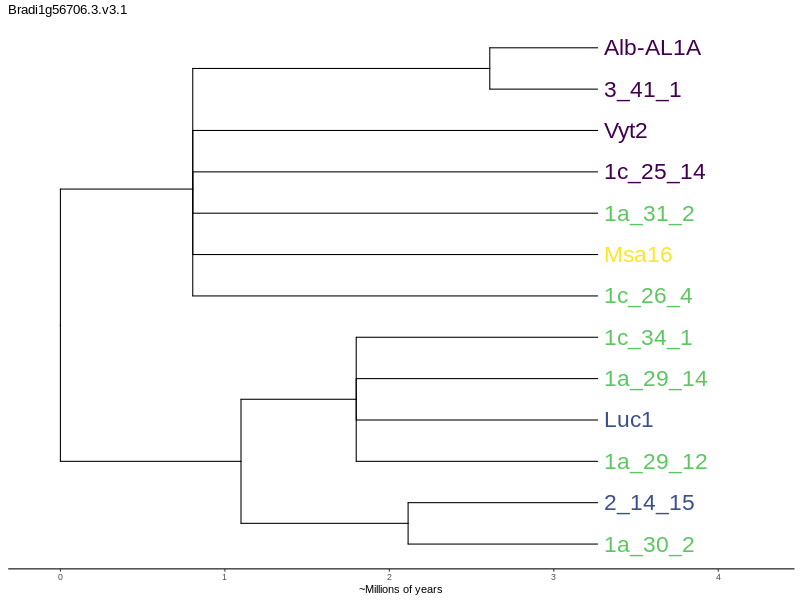 Bradi1g56706.3.v3.1
Alb-AL1A
3_41_1
Vyt2
1c_25_14
1a_31_2
Msa16
1c_26_4
1c_34_1
1a_29_14
Luc1
1a_29_12
2_14_15
1a_30_2
0 1 2 3 4
~Millions of years